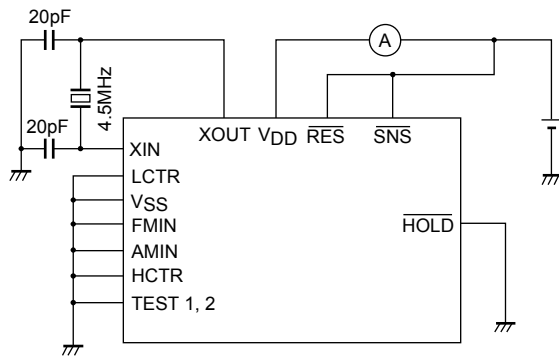 20pF
A
4.5MHz
20pF
XOUT VDD RES SNS
XIN
LCTR
VSS
FMIN
HOLD
AMIN
HCTR
TEST 1, 2